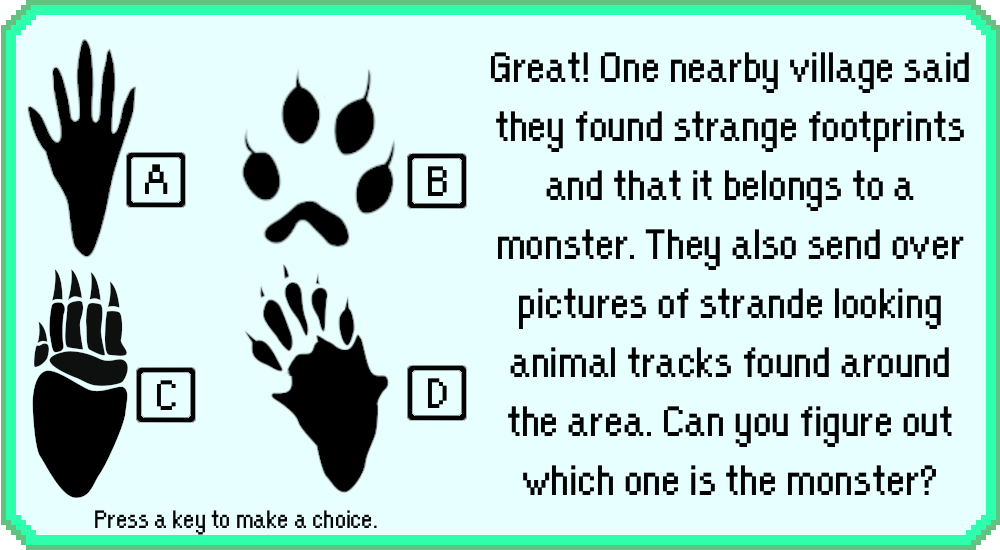 A
B
C
D
Great! One nearby village said
they found strange footprints
and that it belongs to a
monster. They also send over
pictures of strande looking
animal tracks found around
the area. Can you figure out
which one is the monster?
Press a key to make a choice.